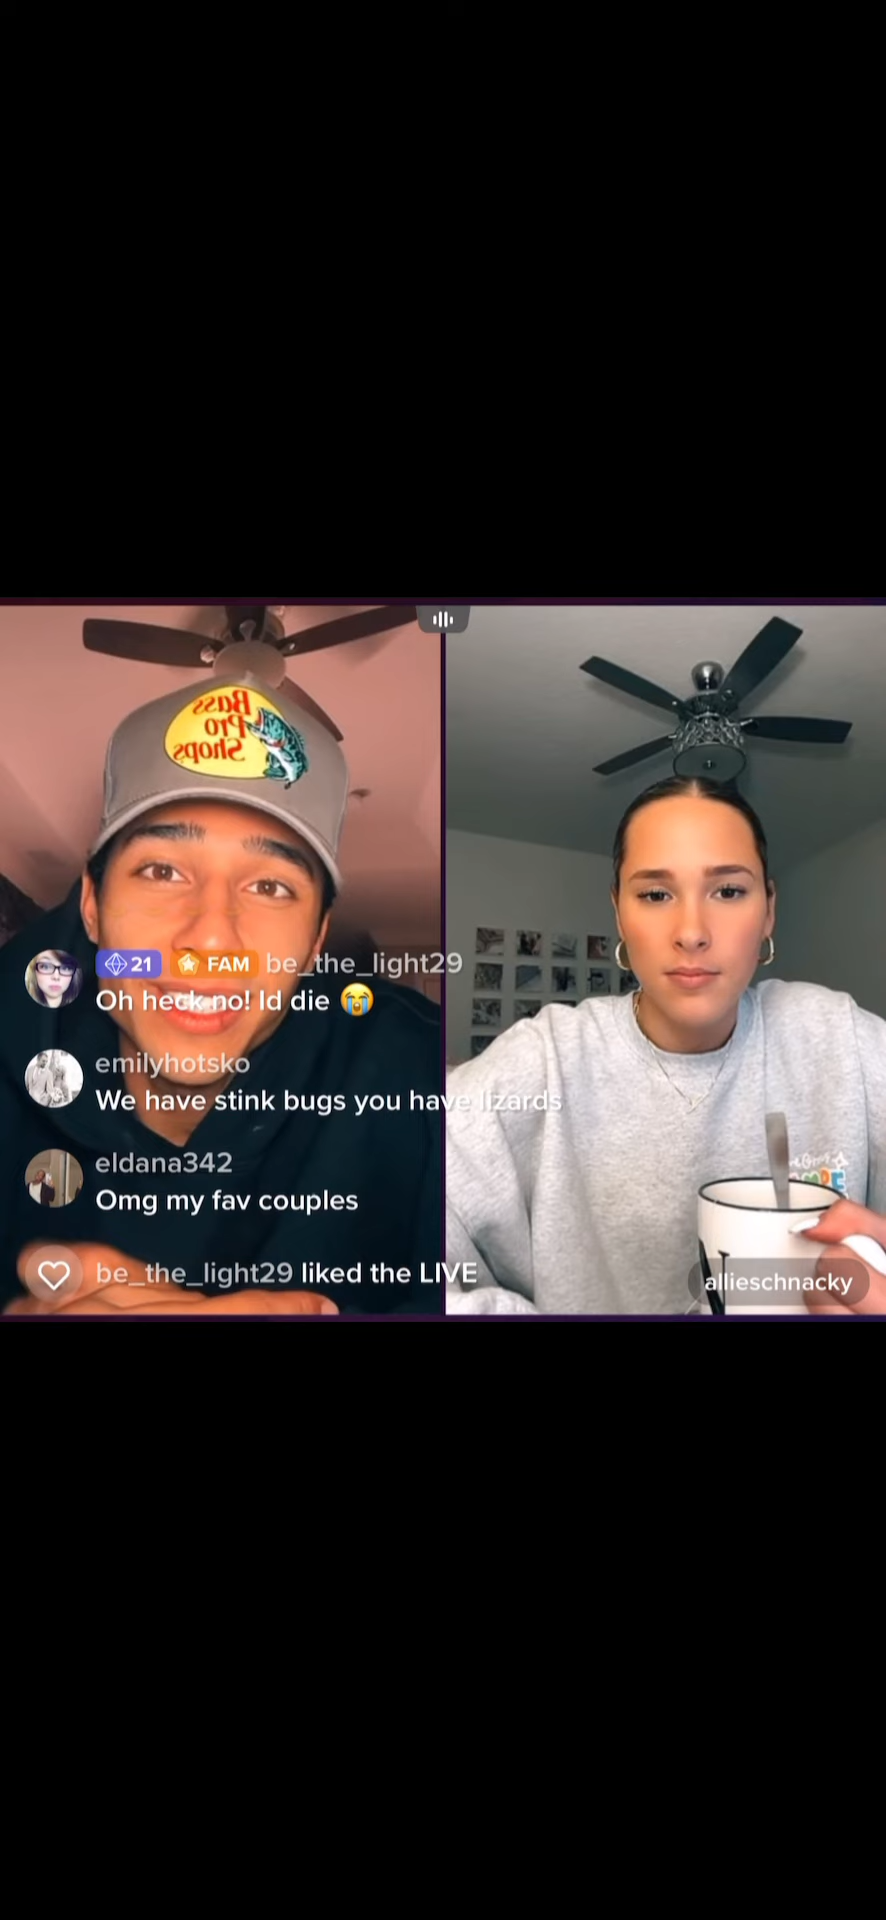 Bass
Pro
Shops
21 FAM be_the_light29
Oh heck no! Id die 😭
emilyhotsko
We have stink bugs you have lizards
eldana342
Omg my fav couples
be_the_light29 liked the LIVE
allieschnacky